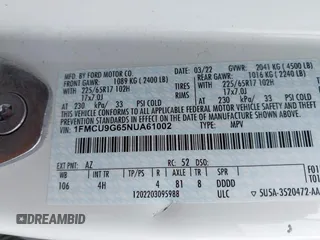 MFD. BY FORD MOTOR CO.
03/22 GVWR: 2041 KG ( 4500 LB)
FRONT GAWR: 1089 KG ( 2400 LB) REAR GAWR: 1016 KG ( 2240 LB)
WITH 225/65R17 102H 225/65R17 102H WITH
17x7.0J 17x7.0J
AT 230 kPa/ 33 PSI COLD AT 230 kPa/ 33 PSI COLD
THIS VEHICLE CONFORMS TO ALL APPLICABLE FEDERAL MOTOR VEHICLE
SAFETY, BUMPER, AND THEFT PREVENTION STANDARDS IN EFFECT
ON THE DATE OF MANUFACTURE SHOWN ABOVE.
VIN: 1FMCU9G65NUA61002
TYPE: MPV
EXT PNT: AZ RC: 52 DSO:
WB
106 4H 4 81 8 DDDD
1202203095988 ULC
5U5A-3S20472-AA